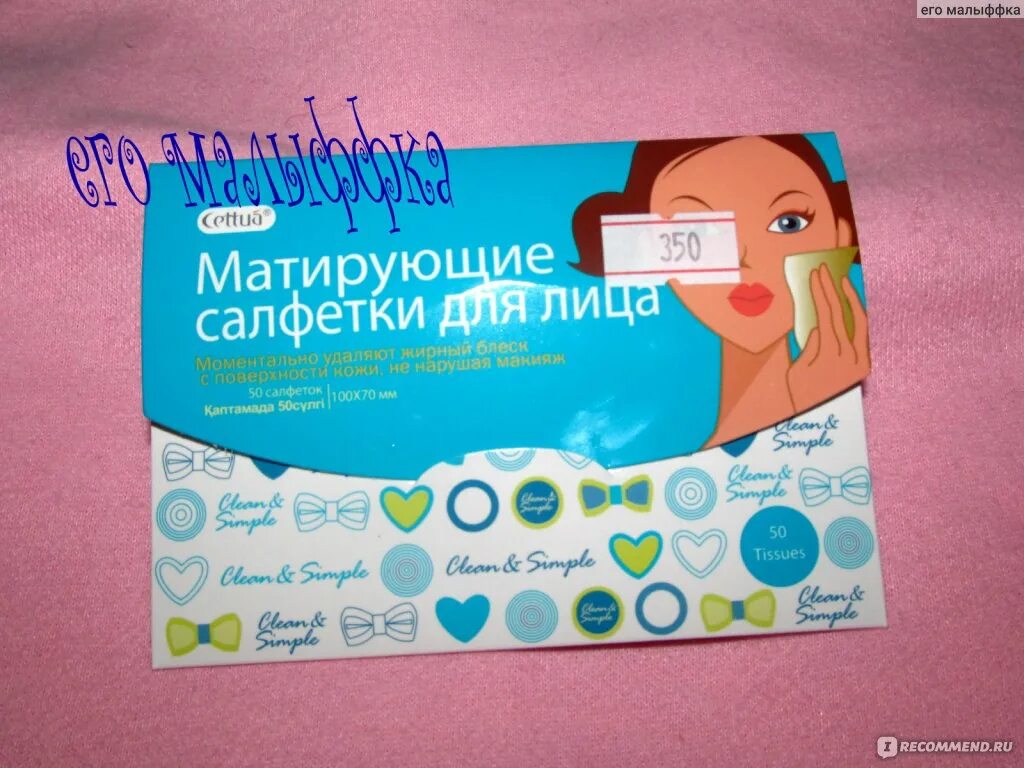 его малыффка
его малыффка
Cettua®
350
Матирующие
салфетки для лица
Моментально удаляют жирный блеск
с поверхности кожи, не нарушая макияж
50 салфеток
Қаптамада 50сүлгі
100X70 мм
Clean &
Simple
Clean &
Simple
Clean &
Simple
Clean &
Simple
50
Tissues
Clean & Simple
Clean & Simple
Clean &
Simple
Clean &
Simple
Clean &
Simple
IRECOMMEND.RU